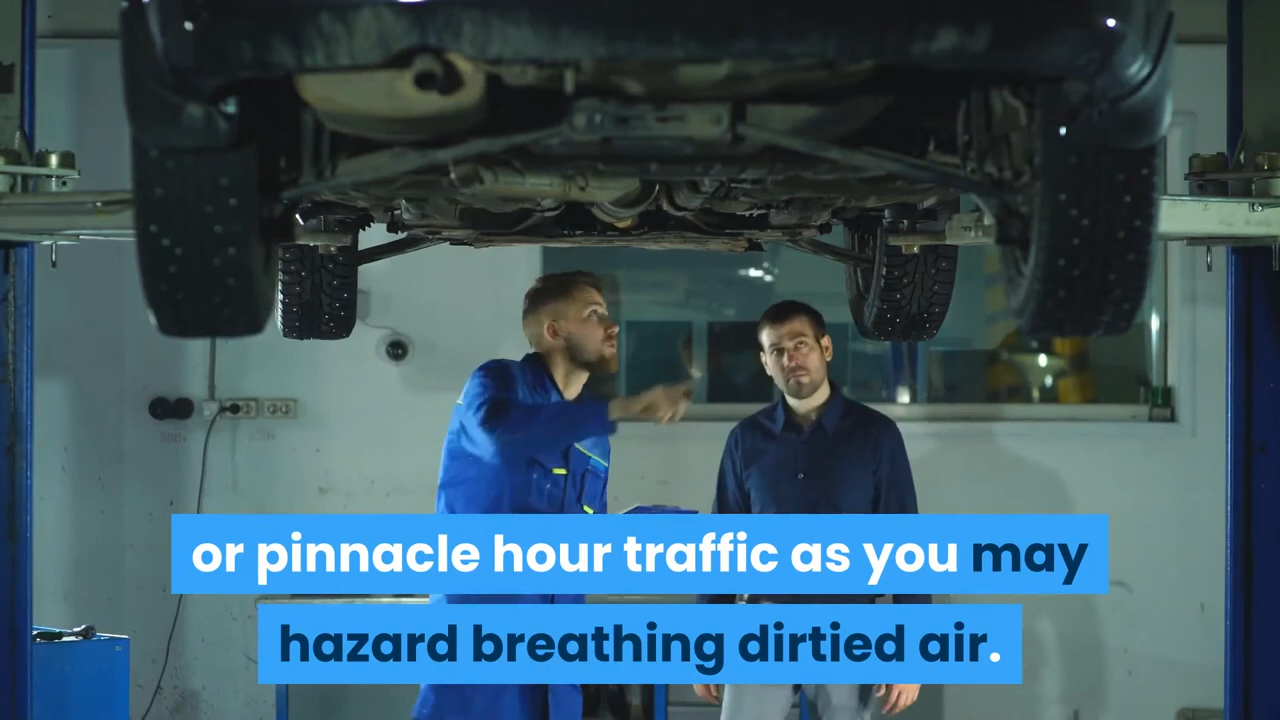 or pinnacle hour traffic as you may
hazard breathing dirtied air.